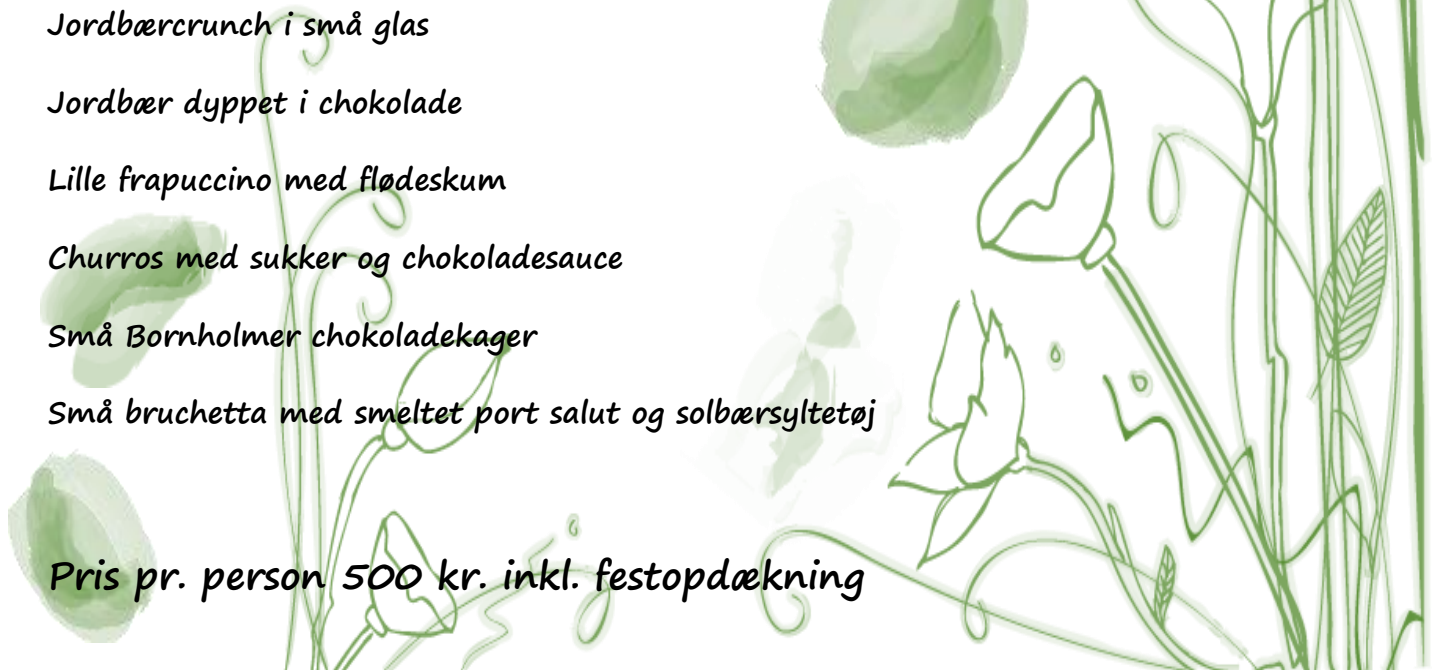 Jordbærcrunch i små glas
Jordbær dyppet i chokolade
Lille frapuccino med flødeskum
Churros med sukker og chokoladesauce
Små Bornholmer chokoladekager
Små bruchetta med smeltet port salut og solbærsyltetøj
Pris pr. person 500 kr. inkl. festopdækning